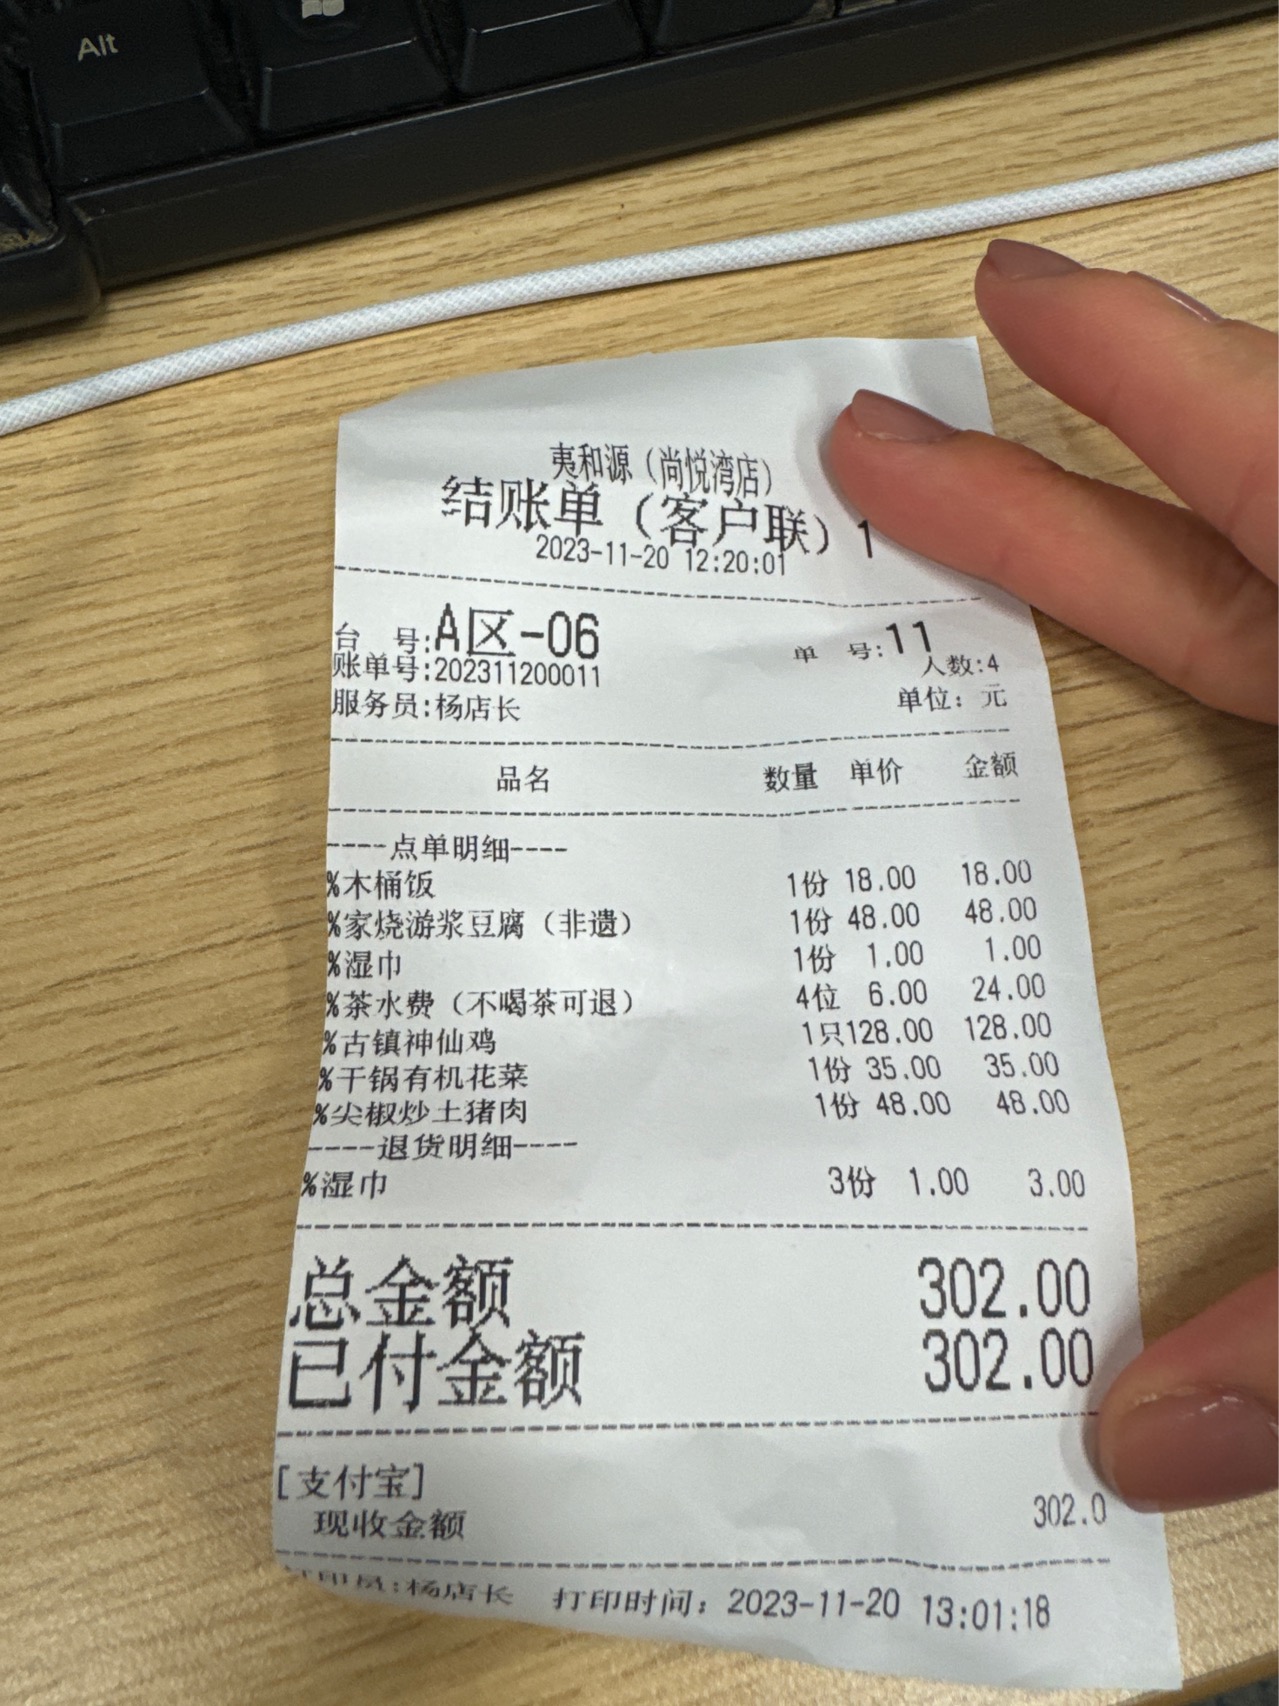 Alt
夷和源（尚悦湾店）
结账单（客户联）1
2023-11-20 12:20:01
台 号:A区-06 单 号:11
账单号:202311200011 人数:4
服务员:杨店长 单位: 元
品名 数量 单价 金额
----点单明细----
%木桶饭 1份 18.00 18.00
%家烧游浆豆腐（非遗） 1份 48.00 48.00
%湿巾 1份 1.00 1.00
%茶水费（不喝茶可退） 4位 6.00 24.00
%古镇神仙鸡 1只128.00 128.00
%干锅有机花菜 1份 35.00 35.00
%尖椒炒土猪肉 1份 48.00 48.00
----退货明细----
%湿巾 3份 1.00 3.00
总金额 302.00
已付金额 302.00
[支付宝]
现收金额 302.0
打印员:杨店长 打印时间: 2023-11-20 13:01:18